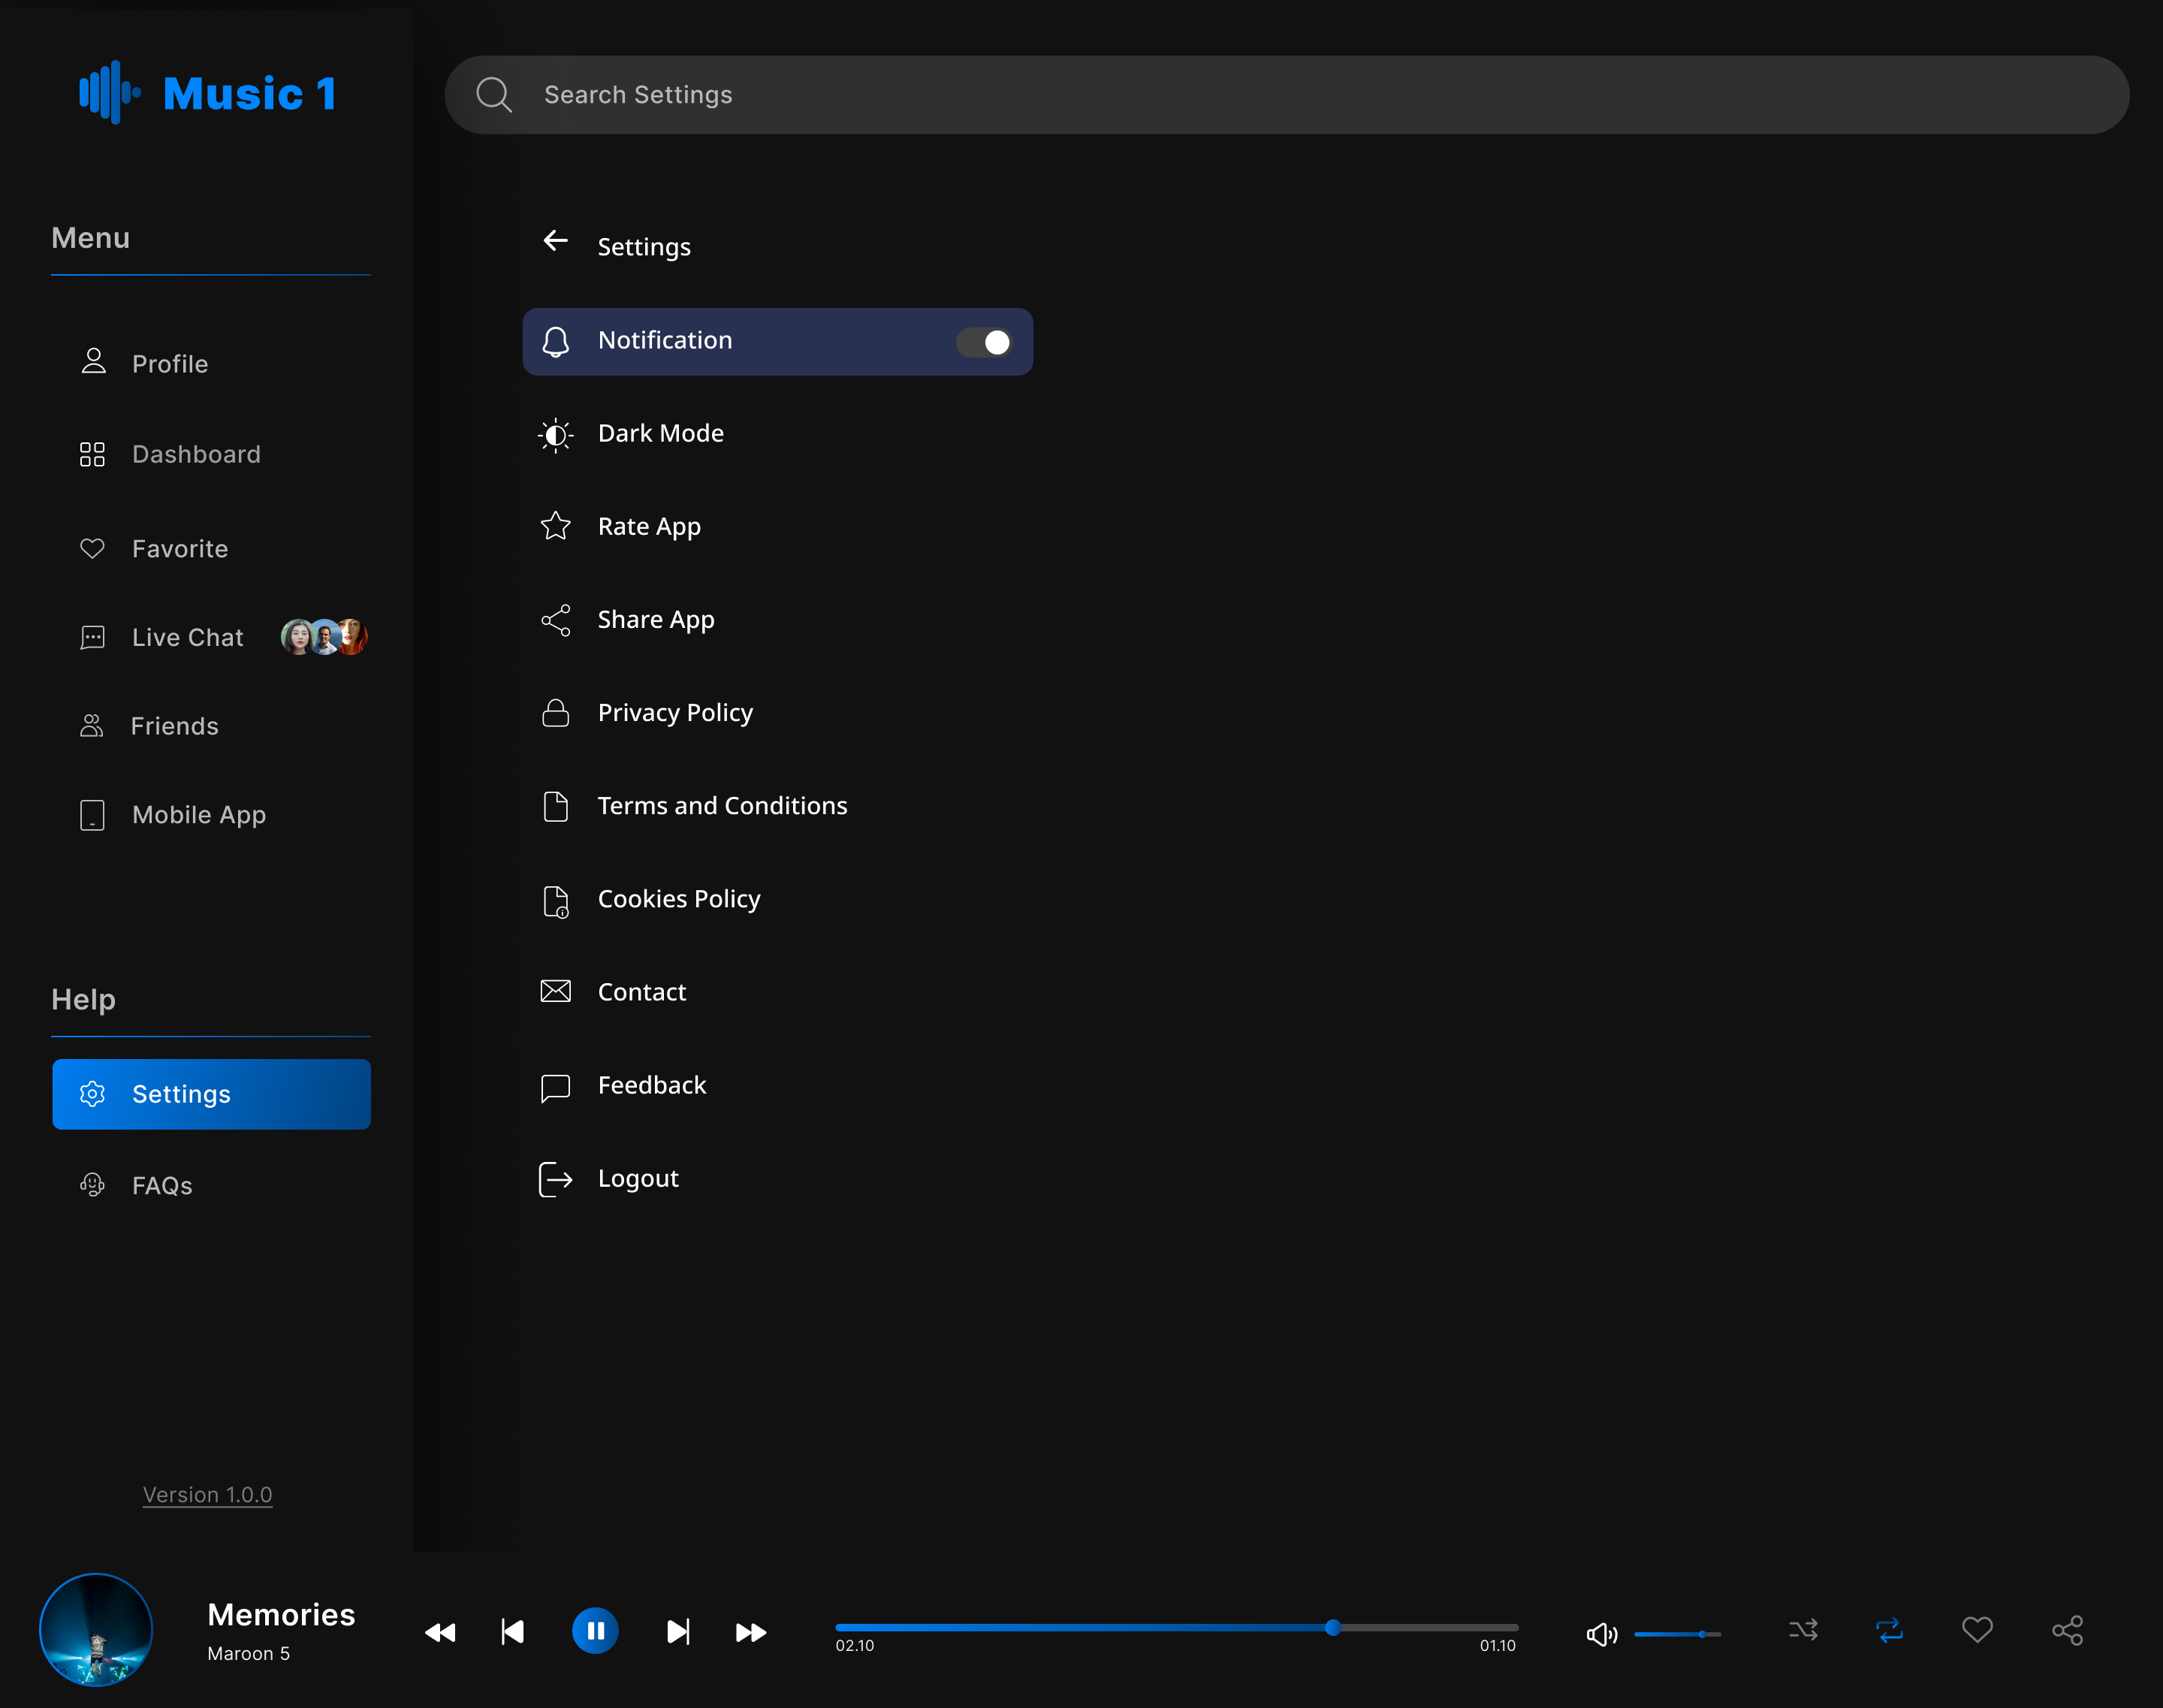 Music 1
Search Settings
Menu
Profile
Dashboard
Favorite
Live Chat
Friends
Mobile App
Help
Settings
FAQs
Version 1.0.0
Settings
Notification
Dark Mode
Rate App
Share App
Privacy Policy
Terms and Conditions
Cookies Policy
Contact
Feedback
Logout
Memories
Maroon 5
02.10
01.10